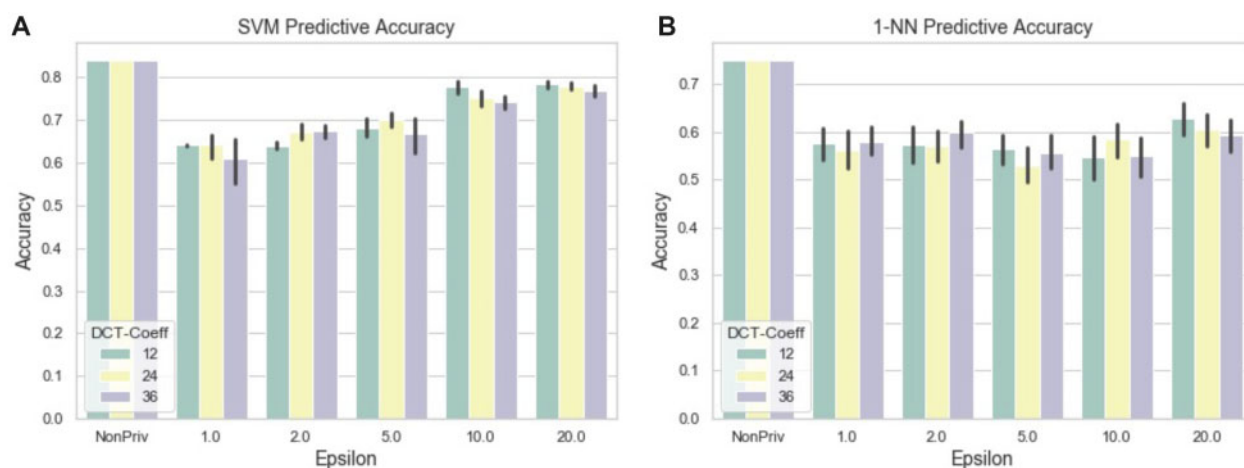 A
SVM Predictive Accuracy
Accuracy
0.8
0.7
0.6
0.5
0.4
0.3
0.2
0.1
0.0
DCT-Coeff
12
24
36
NonPriv 1.0 2.0 5.0 10.0 20.0
Epsilon
B
1-NN Predictive Accuracy
Accuracy
0.7
0.6
0.5
0.4
0.3
0.2
0.1
0.0
DCT-Coeff
12
24
36
NonPriv 1.0 2.0 5.0 10.0 20.0
Epsilon